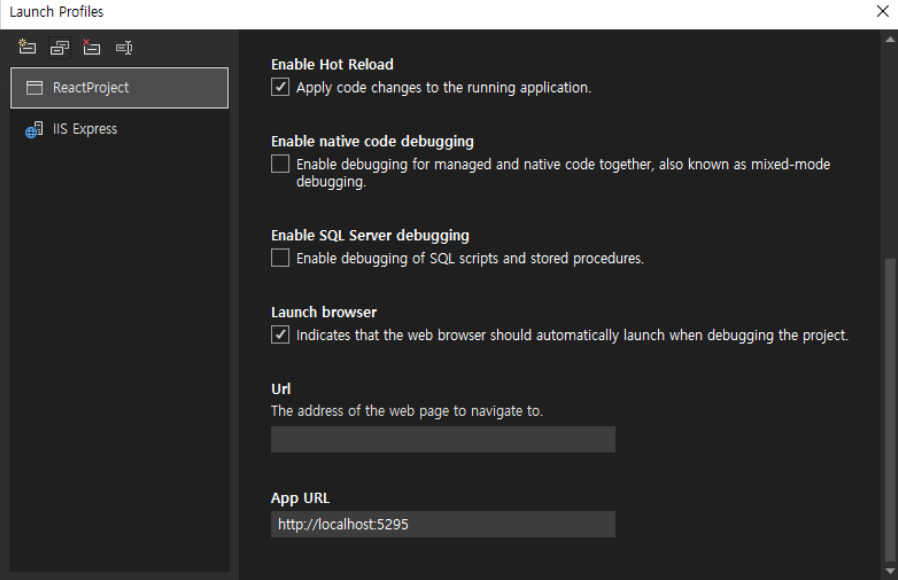 Launch Profiles
ReactProject
IIS Express
Enable Hot Reload
Apply code changes to the running application.
Enable native code debugging
Enable debugging for managed and native code together, also known as mixed-mode
debugging.
Enable SQL Server debugging
Enable debugging of SQL scripts and stored procedures.
Launch browser
Indicates that the web browser should automatically launch when debugging the project.
Url
The address of the web page to navigate to.
App URL
http://localhost:5295